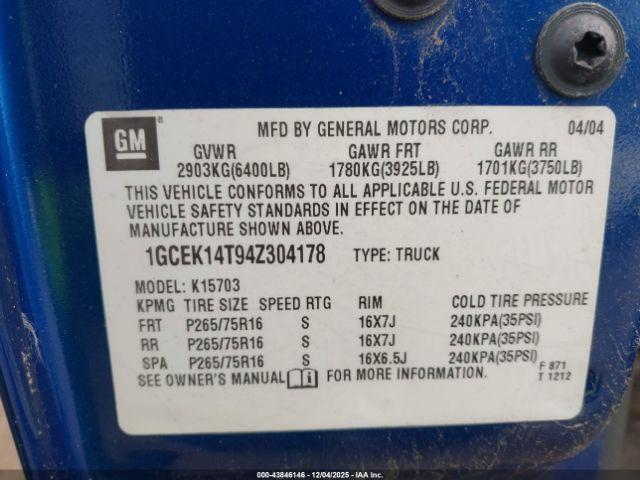 GM
MFD BY GENERAL MOTORS CORP. 04/04
GVWR GAWR FRT GAWR RR
2903KG(6400LB) 1780KG(3925LB) 1701KG(3750LB)
THIS VEHICLE CONFORMS TO ALL APPLICABLE U.S. FEDERAL MOTOR
VEHICLE SAFETY STANDARDS IN EFFECT ON THE DATE OF
MANUFACTURE SHOWN ABOVE.
1GCEK14T94Z304178 TYPE: TRUCK
MODEL: K15703
KPMG TIRE SIZE SPEED RTG RIM COLD TIRE PRESSURE
FRT P265/75R16 S 16X7J 240KPA(35PSI)
RR P265/75R16 S 16X7J 240KPA(35PSI)
SPA P265/75R16 S 16X6.5J 240KPA(35PSI)
SEE OWNER'S MANUAL i FOR MORE INFORMATION.
F 871
T 1212
000-43846146 - 12/04/2025 - IAA Inc.